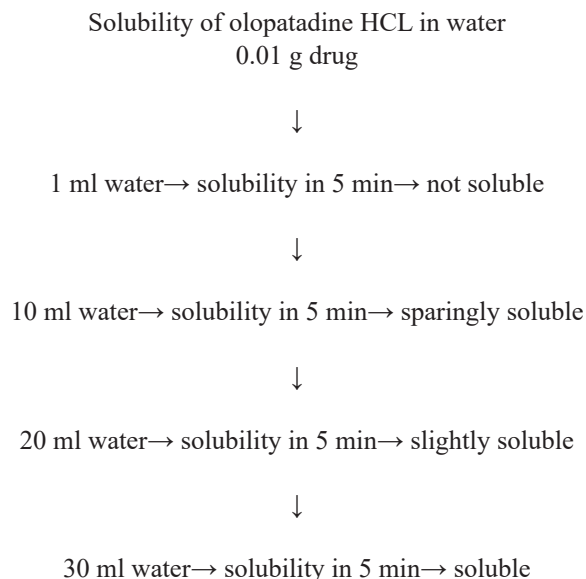 Solubility of olopatadine HCL in water
0.01 g drug
↓
1 ml water→ solubility in 5 min→ not soluble
↓
10 ml water→ solubility in 5 min→ sparingly soluble
↓
20 ml water→ solubility in 5 min→ slightly soluble
↓
30 ml water→ solubility in 5 min→ soluble